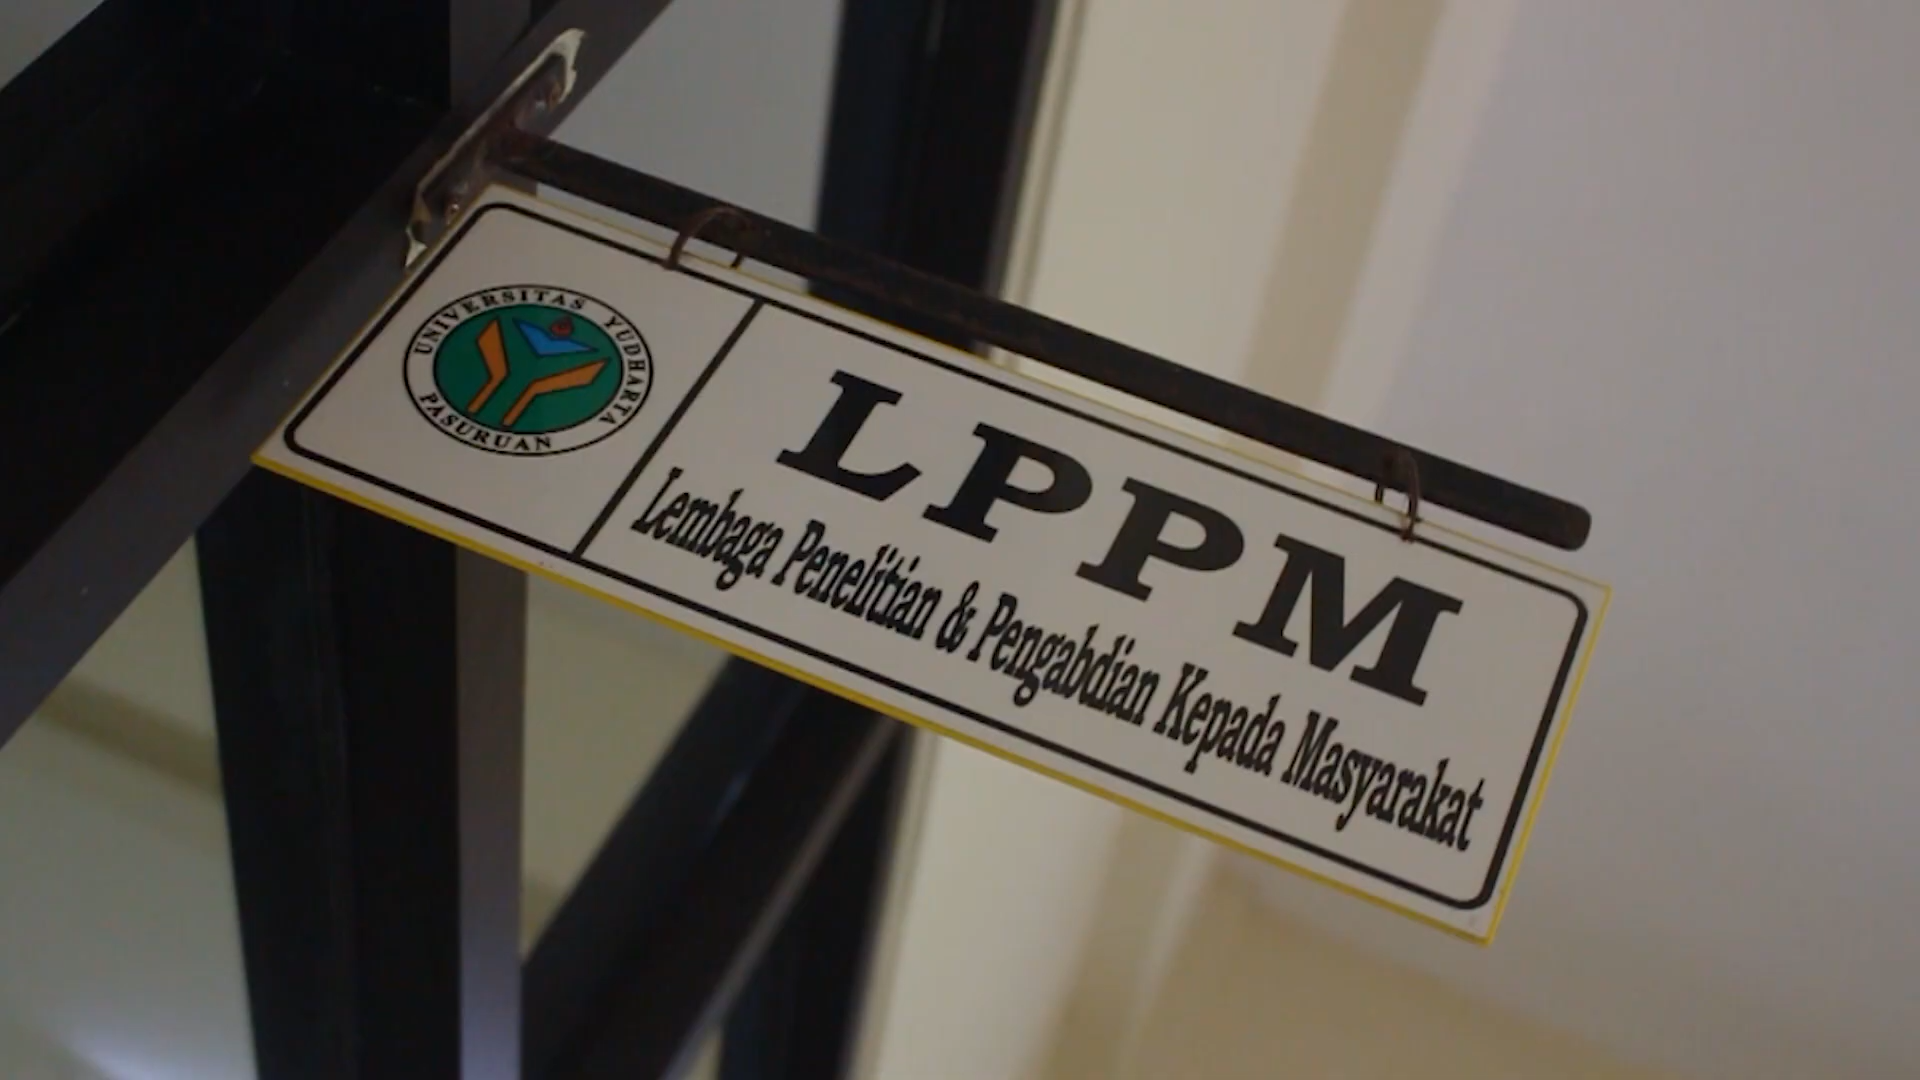 UNIVERSITAS YUDHARTA
PASURUAN
LPPM
Lembaga Penelitian & Pengabdian Kepada Masyarakat